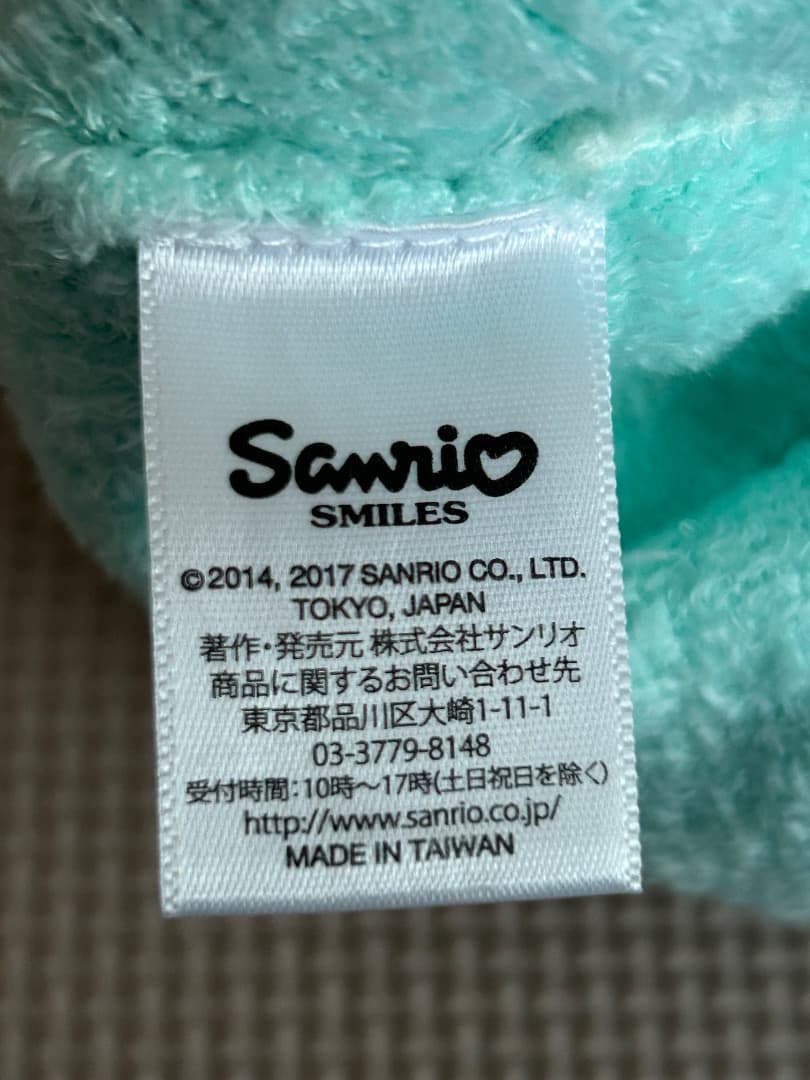 Sanrio
SMILES
©2014, 2017 SANRIO CO., LTD.
TOKYO, JAPAN
著作・発売元 株式会社サンリオ
商品に関するお問い合わせ先
東京都品川区大崎1-11-1
03-3779-8148
受付時間：10時～17時(土日祝日を除く)
http://www.sanrio.co.jp/
MADE IN TAIWAN